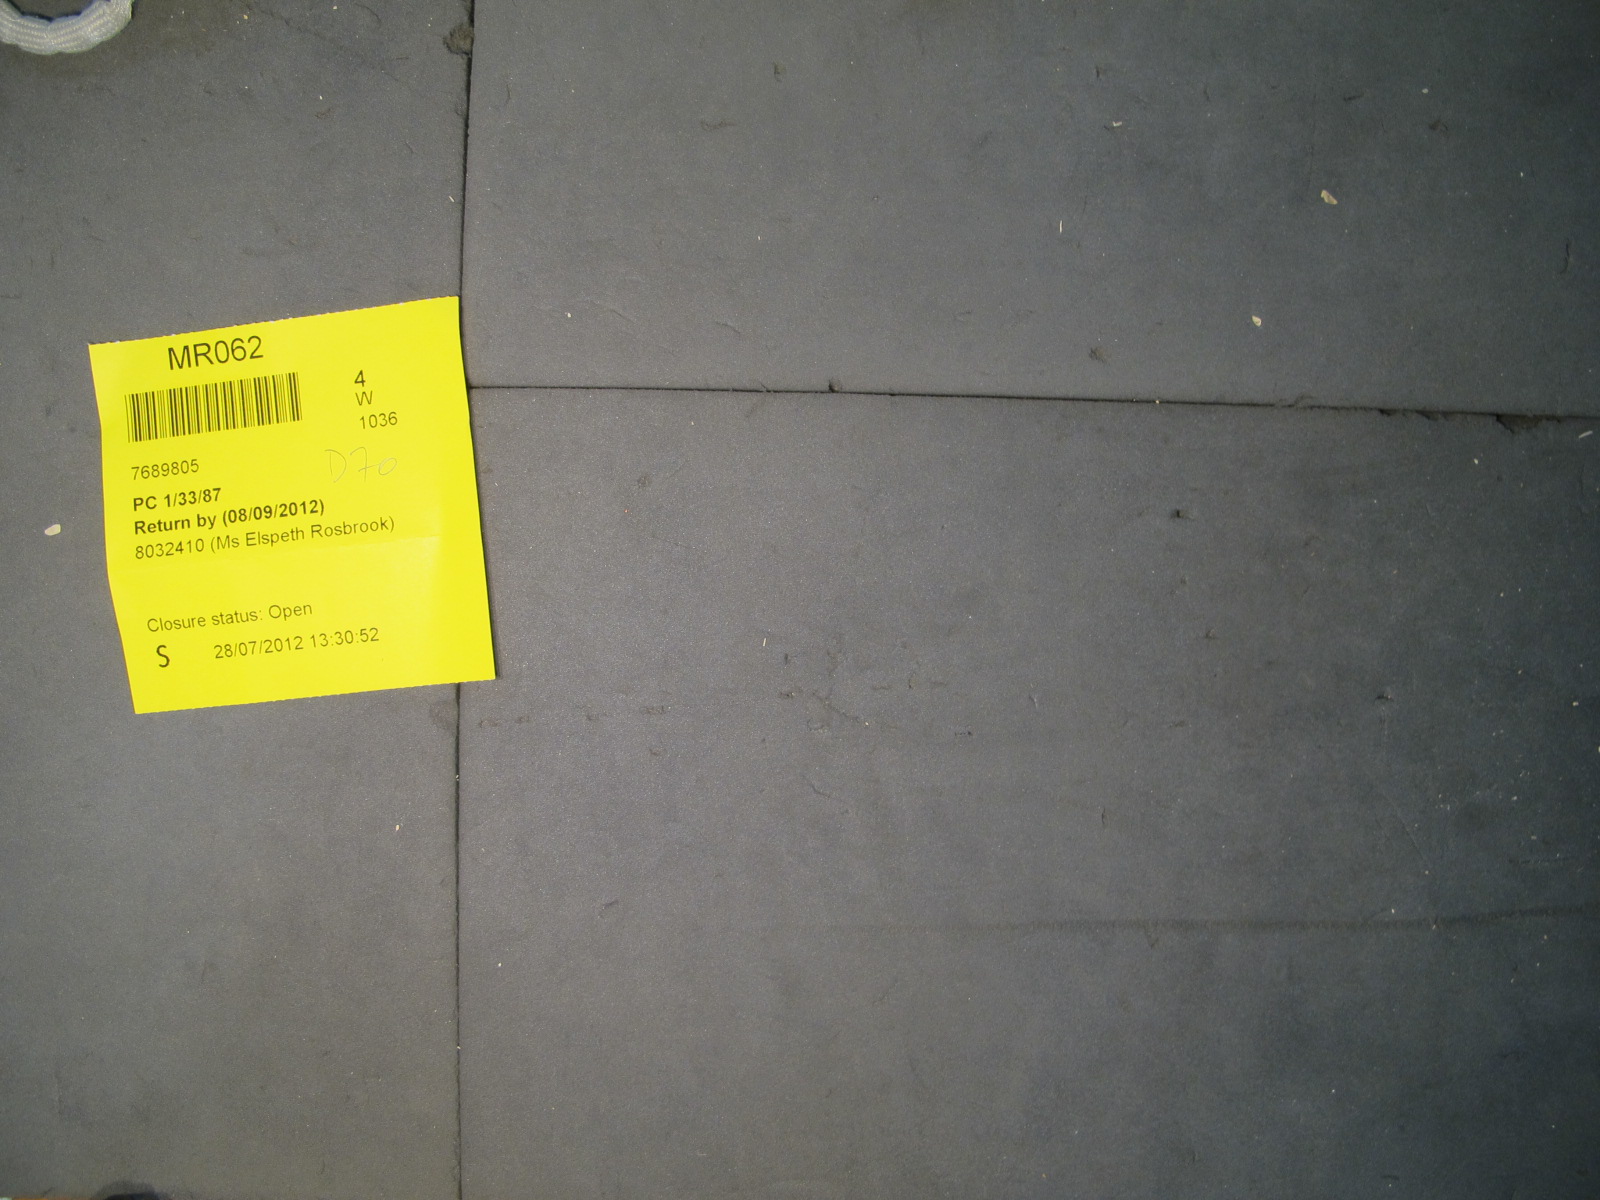 MR062
4
W
1036
7689805
D70
PC 1/33/87
Return by (08/09/2012)
8032410 (Ms Elspeth Rosbrook)
Closure status: Open
S 28/07/2012 13:30:52